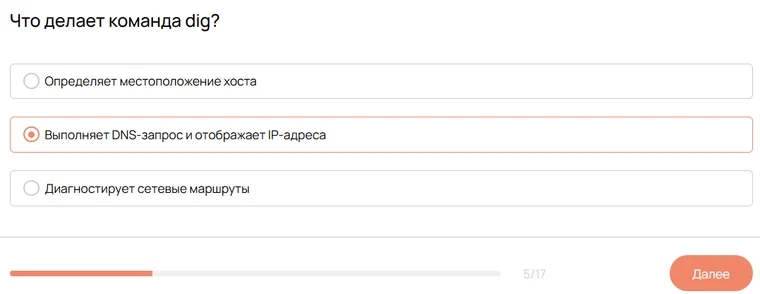 Что делает команда dig?
Определяет местоположение хоста
Выполняет DNS-запрос и отображает IP-адреса
Диагностирует сетевые маршруты
5/17
Далее